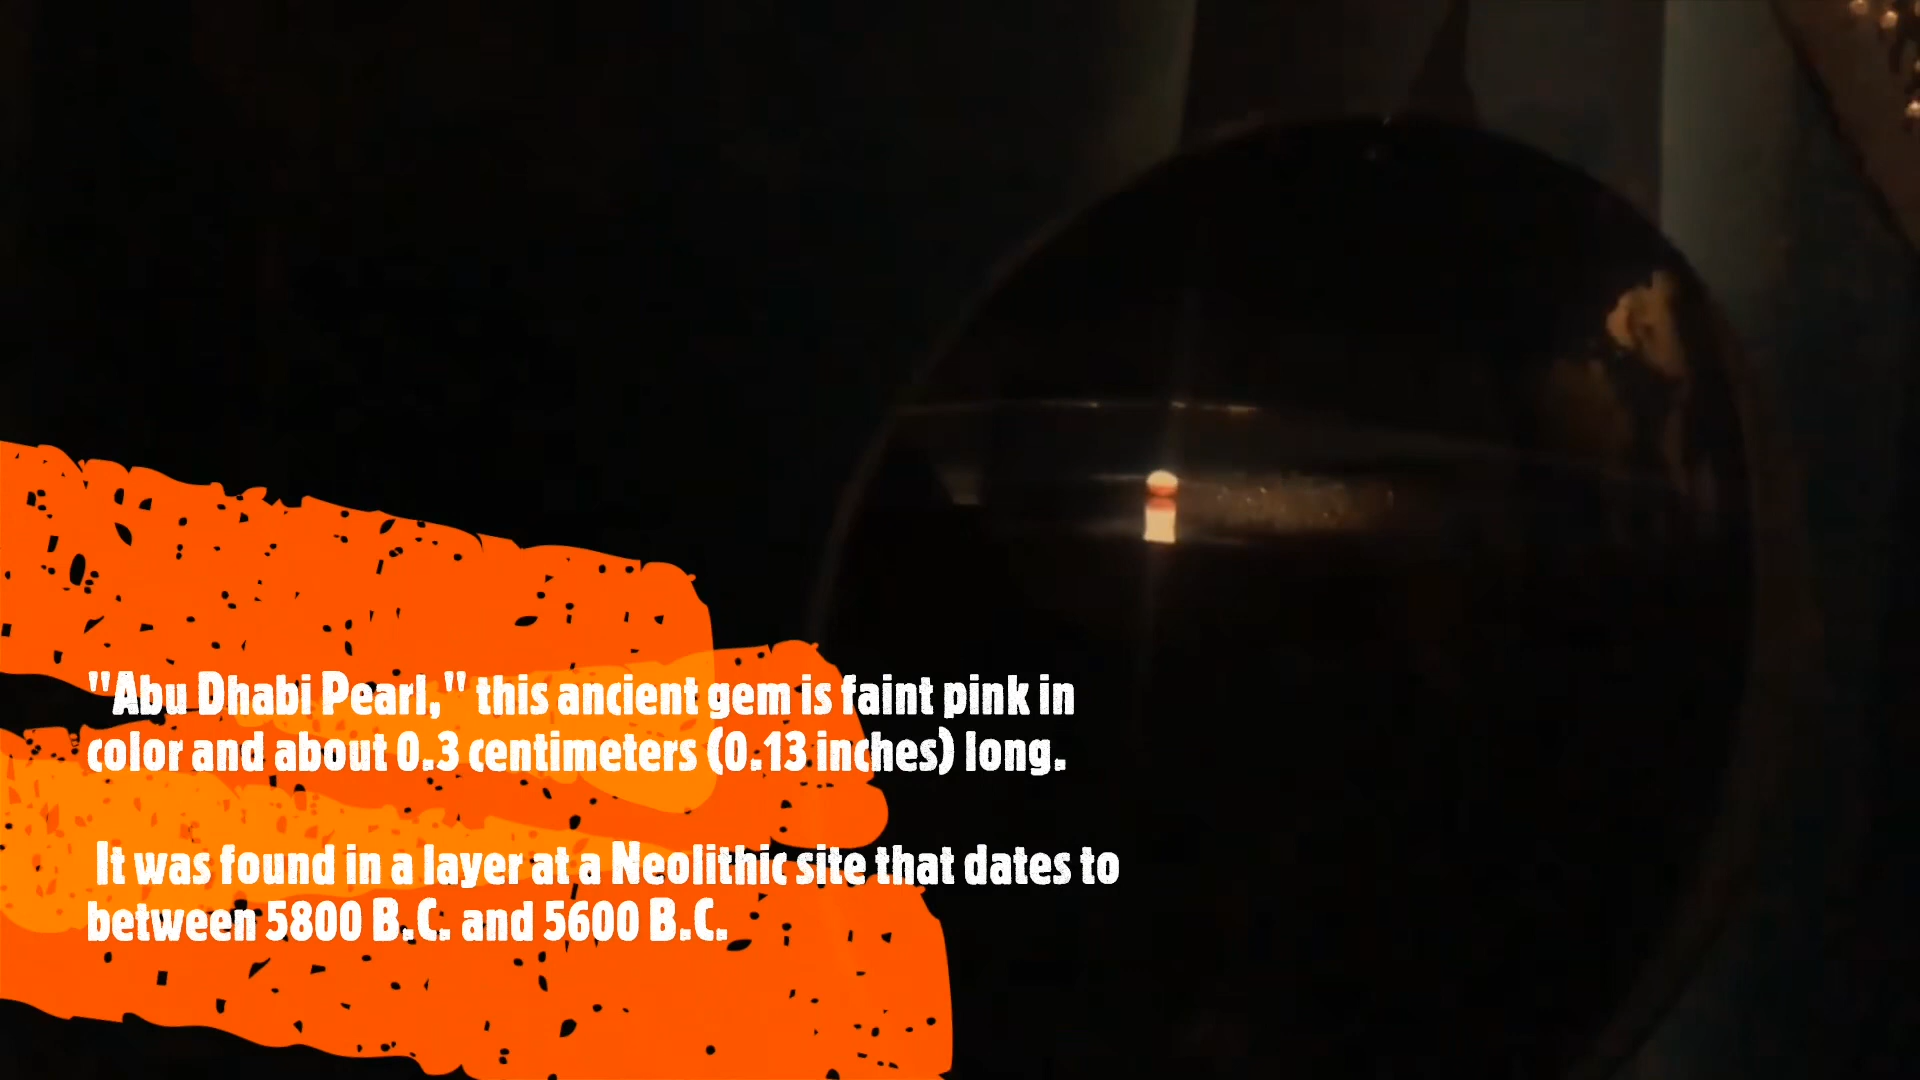 "Abu Dhabi Pearl," this ancient gem is faint pink in
color and about 0.3 centimeters (0.13 inches) long.
It was found in a layer at a Neolithic site that dates to
between 5800 B.C. and 5600 B.C.